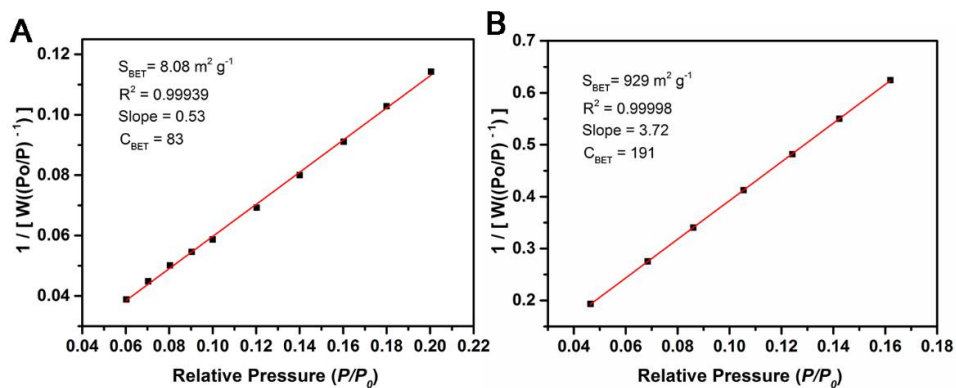 A
S_BET= 8.08 m² g⁻¹
R² = 0.99939
Slope = 0.53
C_BET = 83
1 / [ W((Po/P) ⁻¹) ]
0.12
0.10
0.08
0.06
0.04
0.04 0.06 0.08 0.10 0.12 0.14 0.16 0.18 0.20 0.22
Relative Pressure (P/P₀)
B
S_BET= 929 m² g⁻¹
R² = 0.99998
Slope = 3.72
C_BET = 191
1 / [ W((Po/P) ⁻¹) ]
0.7
0.6
0.5
0.4
0.3
0.2
0.04 0.06 0.08 0.10 0.12 0.14 0.16 0.18
Relative Pressure (P/P₀)